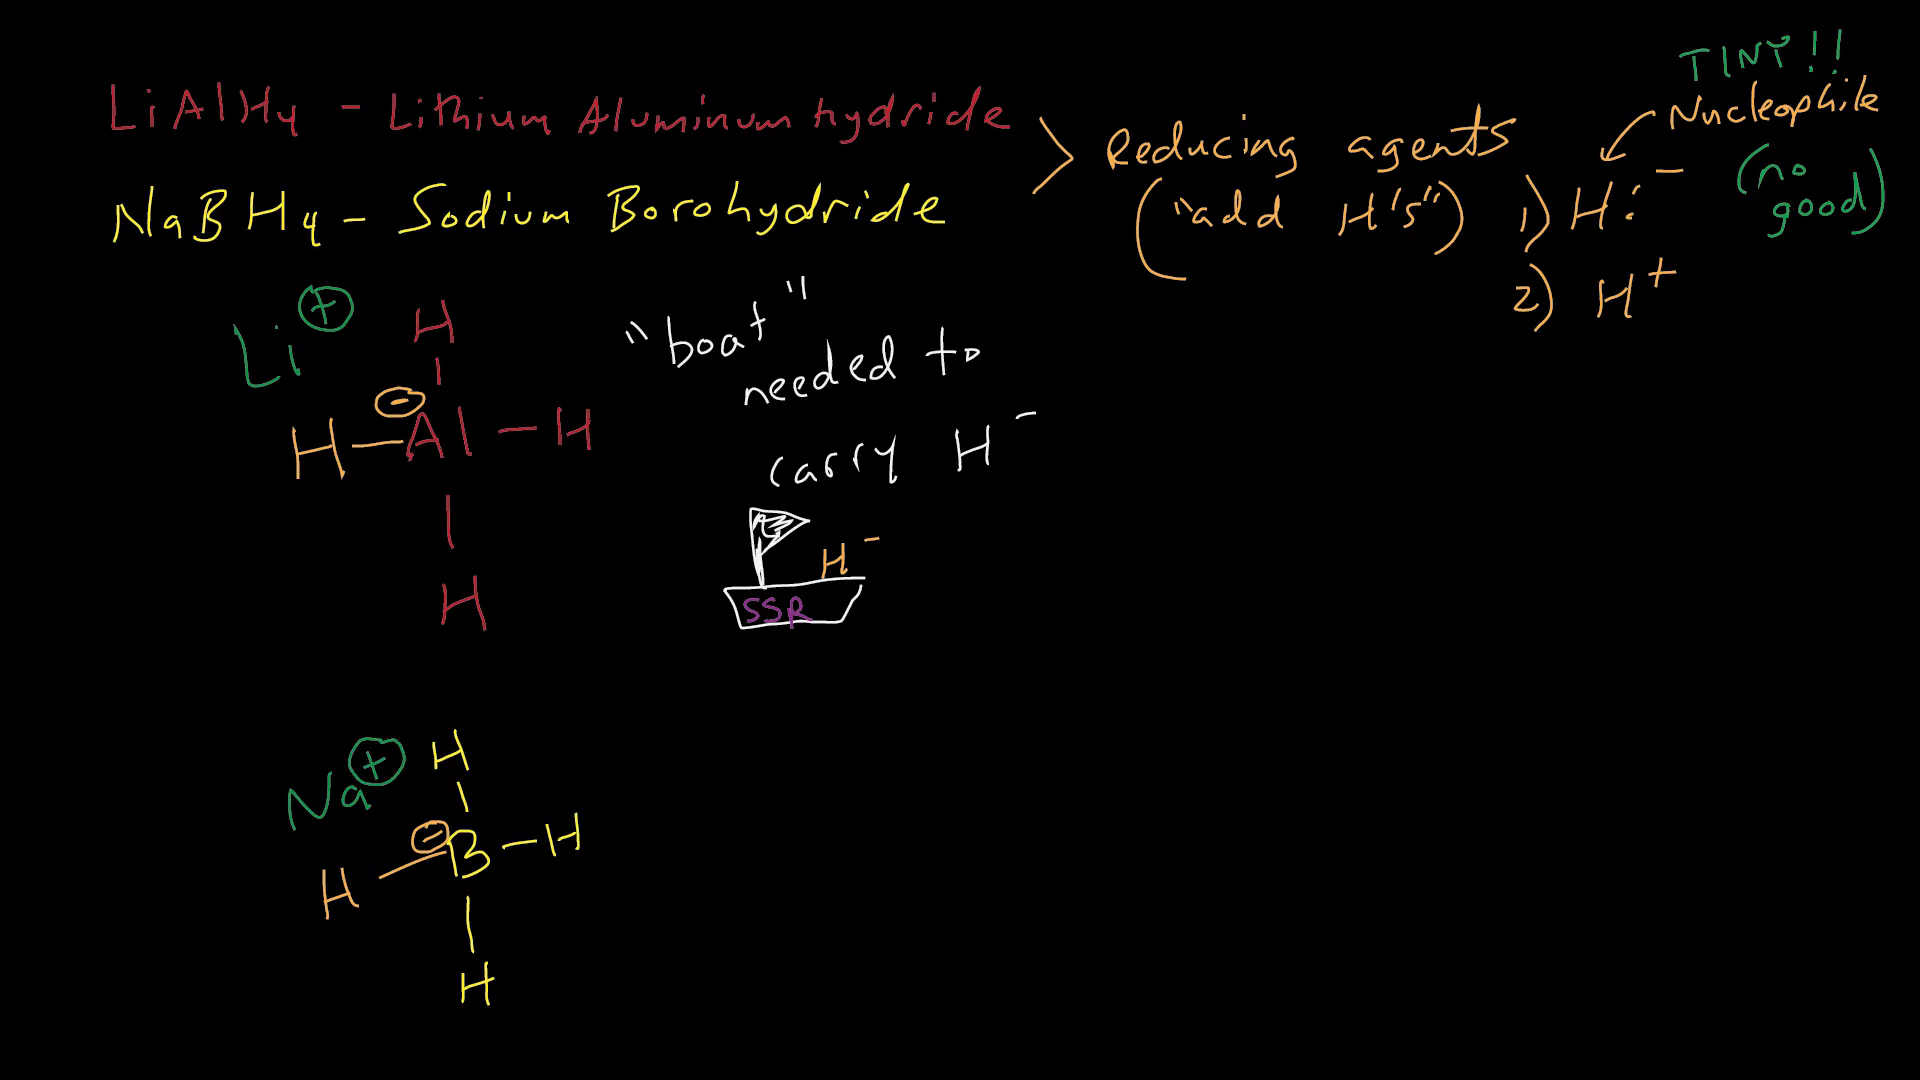 LiAlH4 - Lithium Aluminum hydride
NaBH4 - Sodium Borohydride
> Reducing agents
("add H's")
1) H:⁻
2) H⁺
TINY!!
Nucleophile
(no
good)
Li⊕
H
⊖
H—Al—H
H
"boat"
needed to
carry H⁻
H⁻
SSR
Na⊕
H
⊖
H—B—H
H